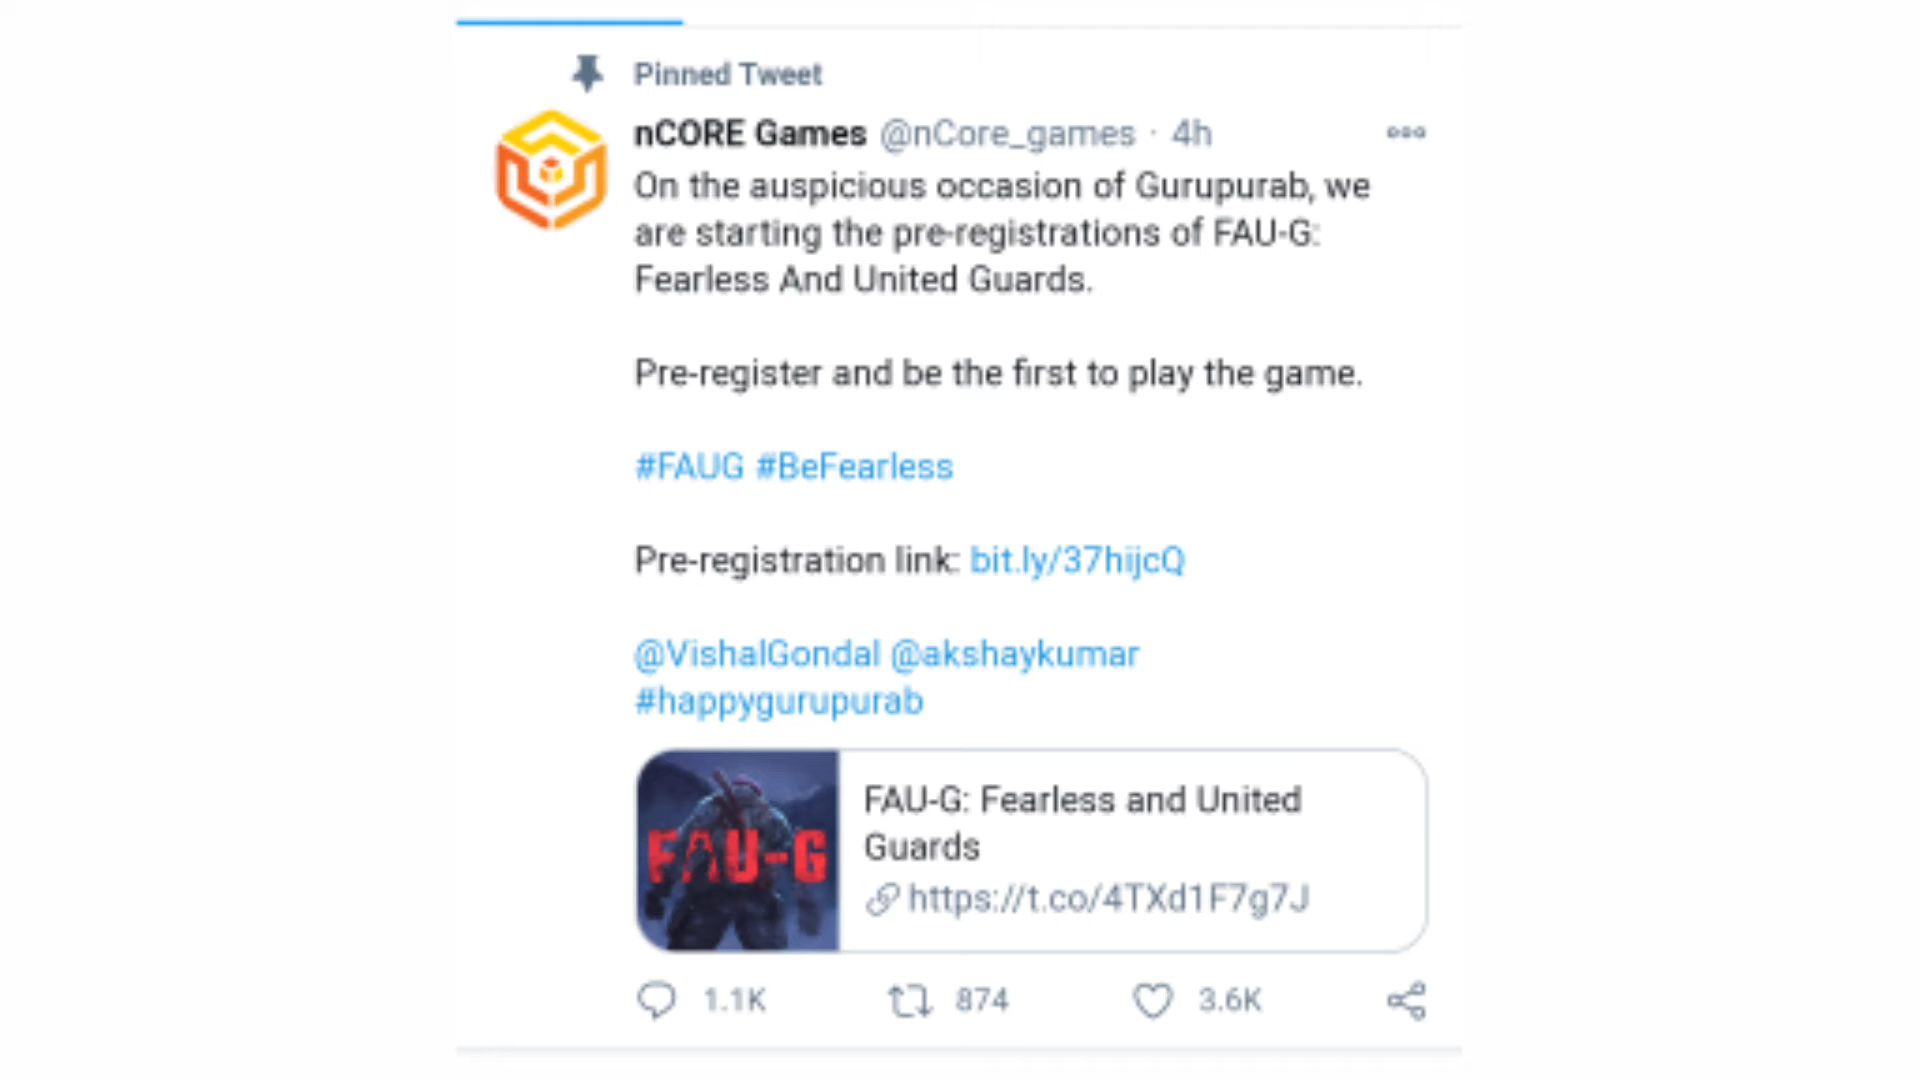 Pinned Tweet
nCORE Games @nCore_games · 4h
On the auspicious occasion of Gurupurab, we
are starting the pre-registrations of FAU-G:
Fearless And United Guards.
Pre-register and be the first to play the game.
#FAUG #BeFearless
Pre-registration link: bit.ly/37hijcQ
@VishalGondal @akshaykumar
#happygurupurab
FAU-G
FAU-G: Fearless and United
Guards
https://t.co/4TXd1F7g7J
1.1K 874 3.6K